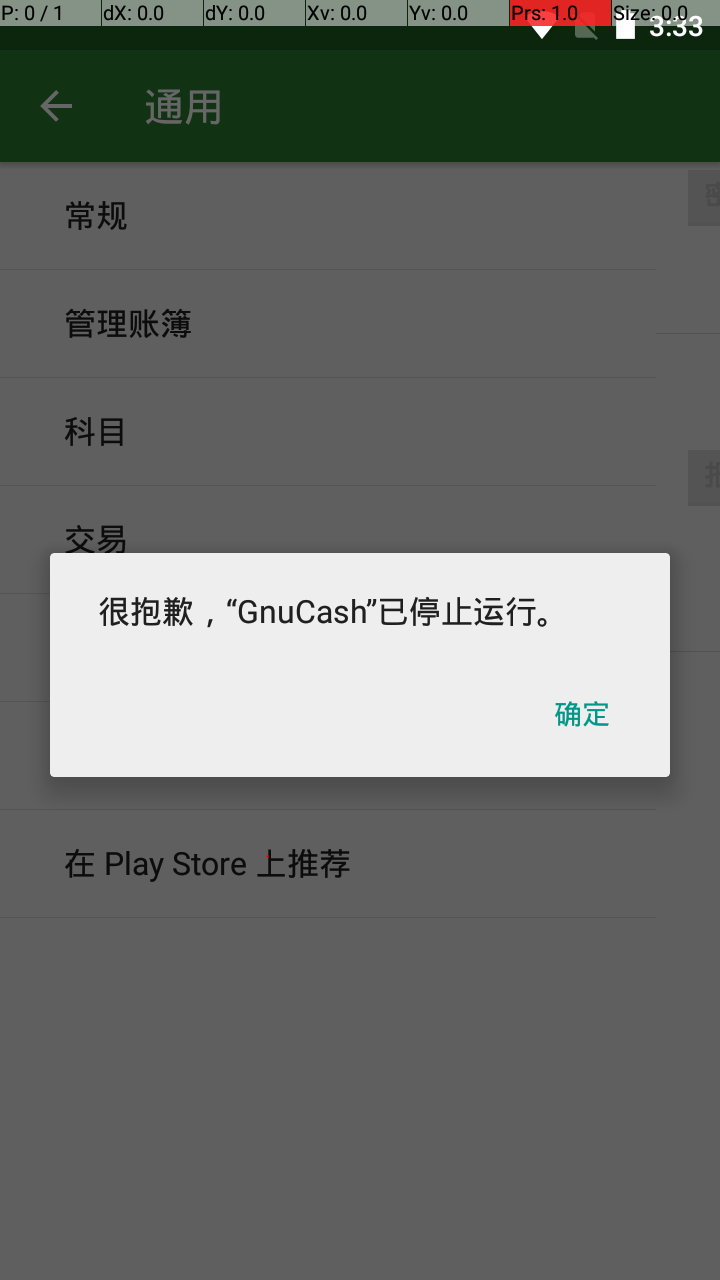 P: 0 / 1 dX: 0.0 dY: 0.0 Xv: 0.0 Yv: 0.0 Prs: 1.0 Size: 0.0
3:33
通用
常规
管理账簿
科目
交易
很抱歉，“GnuCash”已停止运行。
确定
在 Play Store 上推荐